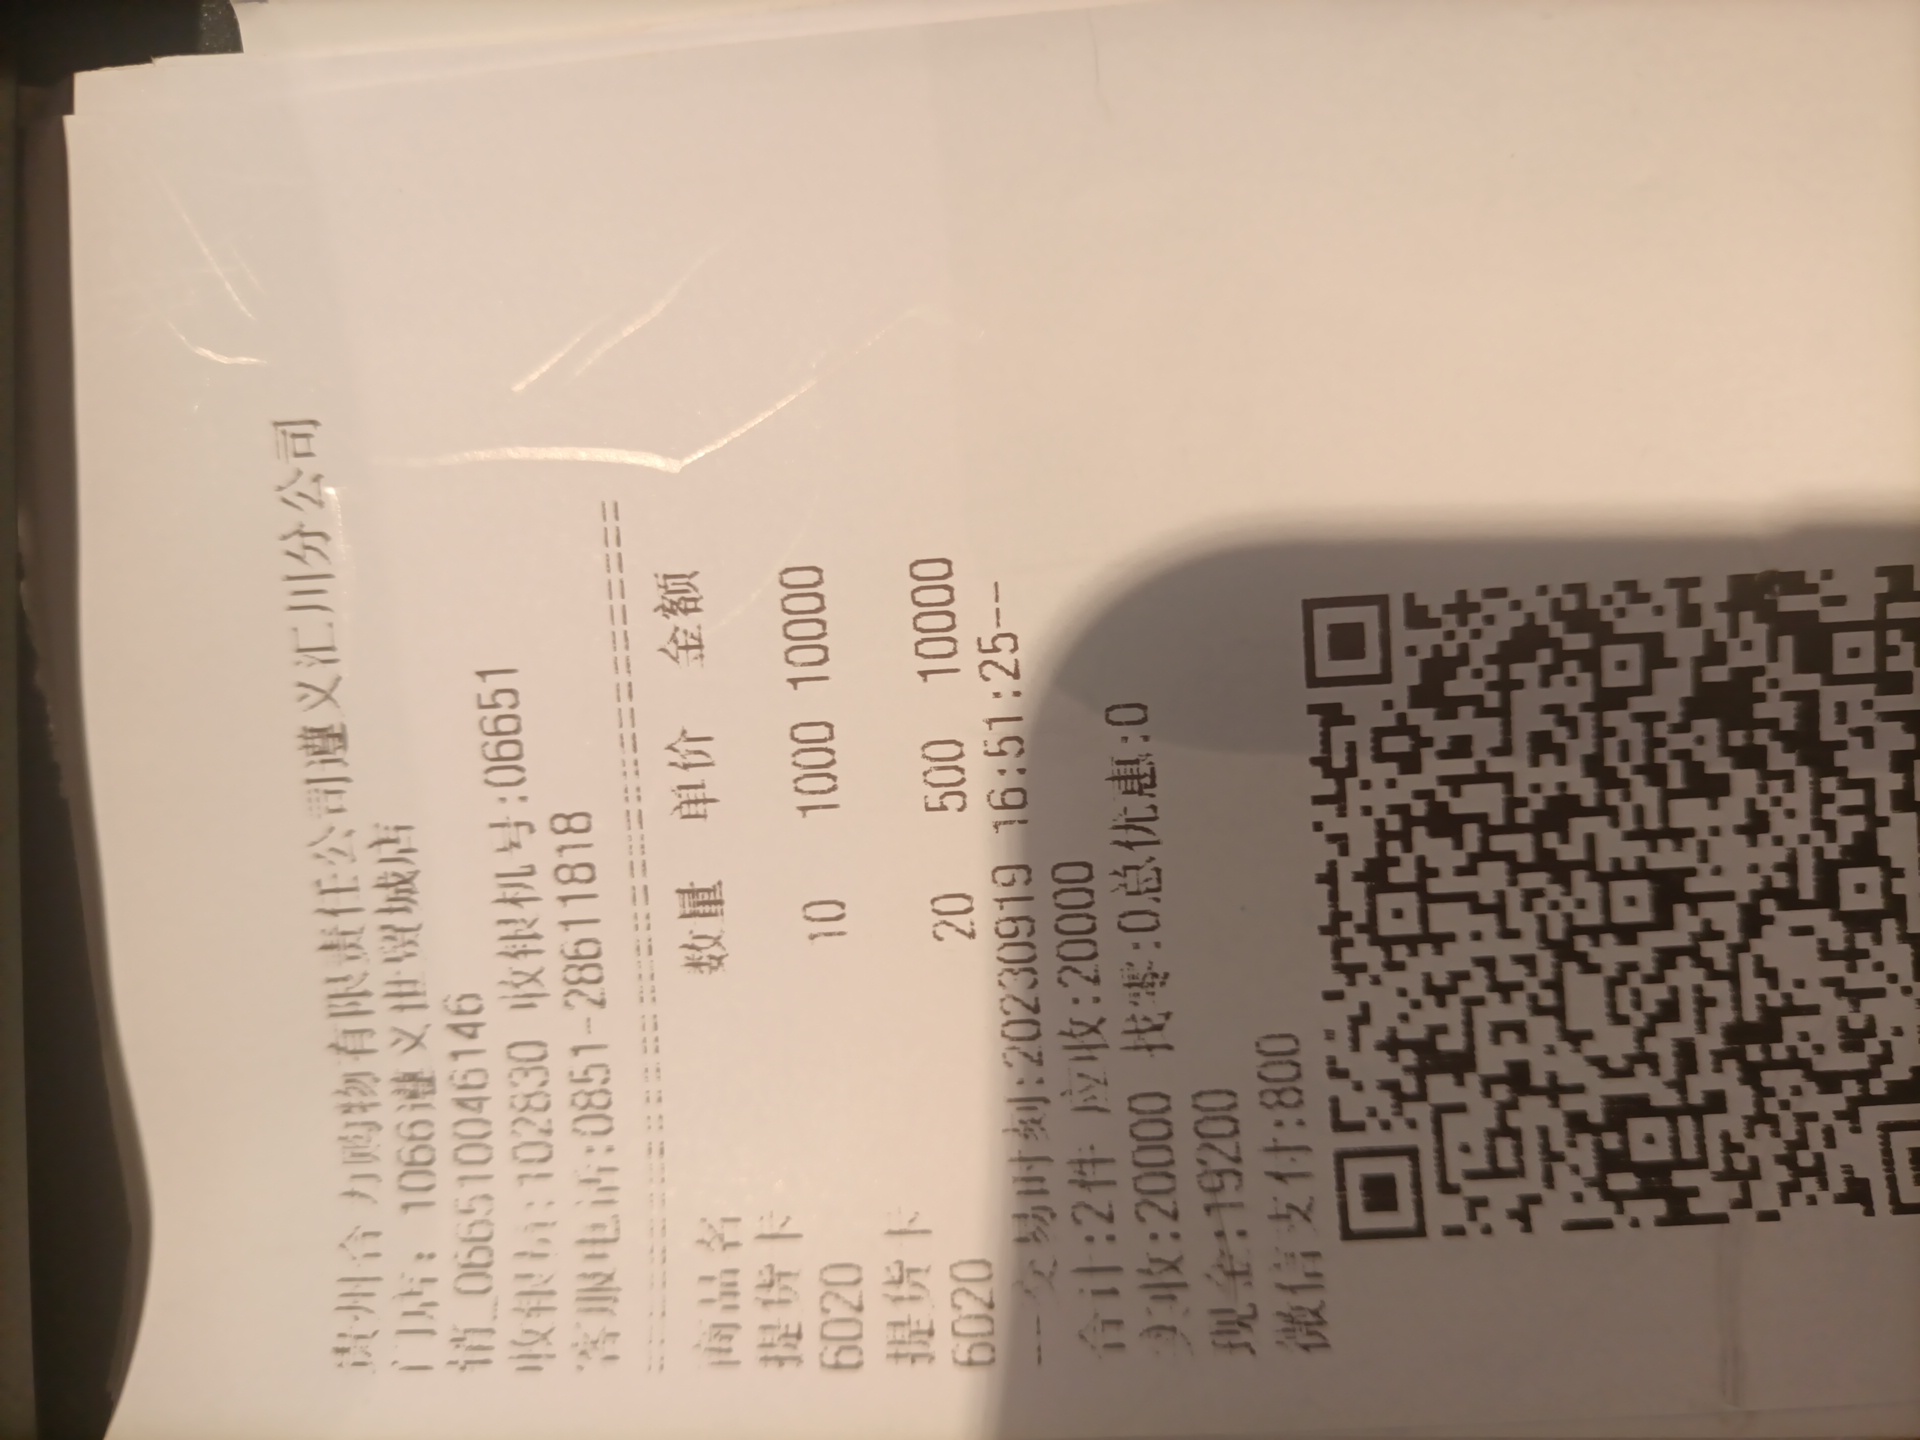 贵州合力购物有限责任公司遵义汇川分公司
门店: 1066遵义世贸城店
销_066510046146
收银员:102830 收银机号:06651
客服电话:0851-28611818
================================
商品名 数量 单价 金额
提货卡 10 1000 10000
6020
提货卡 20 500 10000
6020
--交易时刻:20230919 16:51:25--
合计:2件 应收:20000
实收:20000 找零:0总优惠:0
现金:19200
微信支付:800